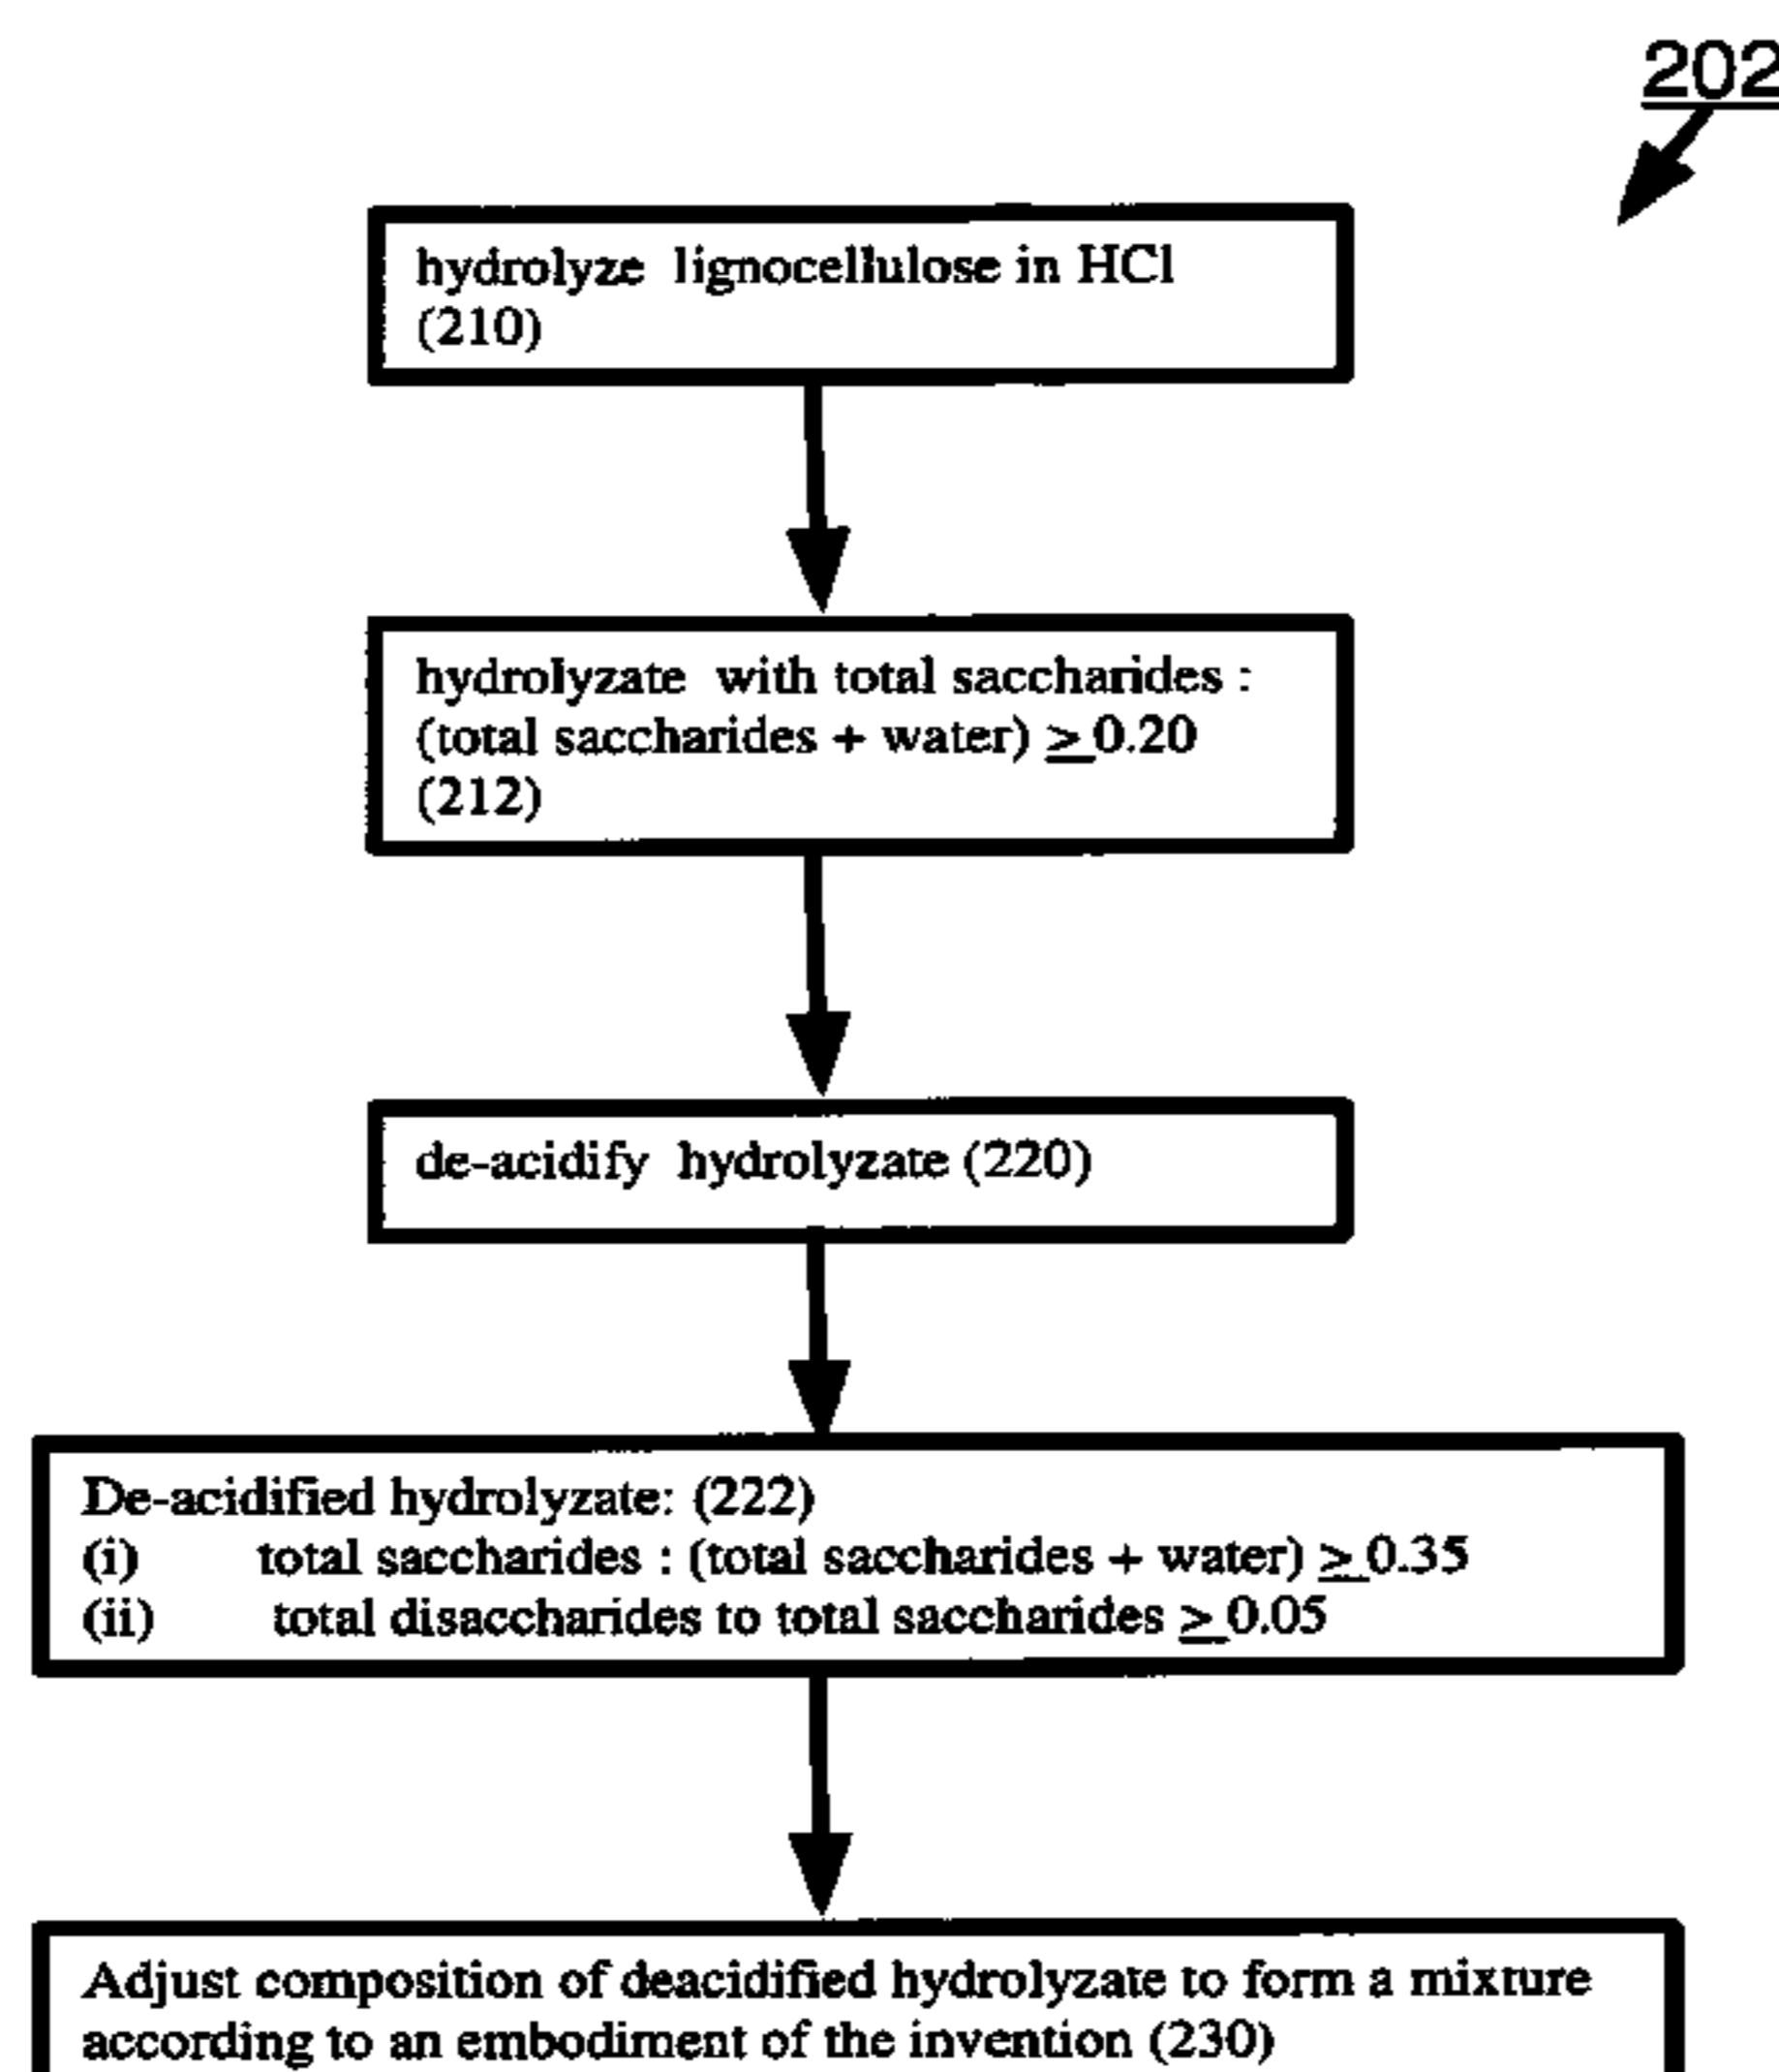 202
hydrolyze lignocellulose in HCl
(210)
hydrolyzate with total saccharides :
(total saccharides + water) ≥ 0.20
(212)
de-acidify hydrolyzate (220)
De-acidified hydrolyzate: (222)
(i) total saccharides : (total saccharides + water) ≥ 0.35
(ii) total disaccharides to total saccharides ≥ 0.05
Adjust composition of deacidified hydrolyzate to form a mixture
according to an embodiment of the invention (230)